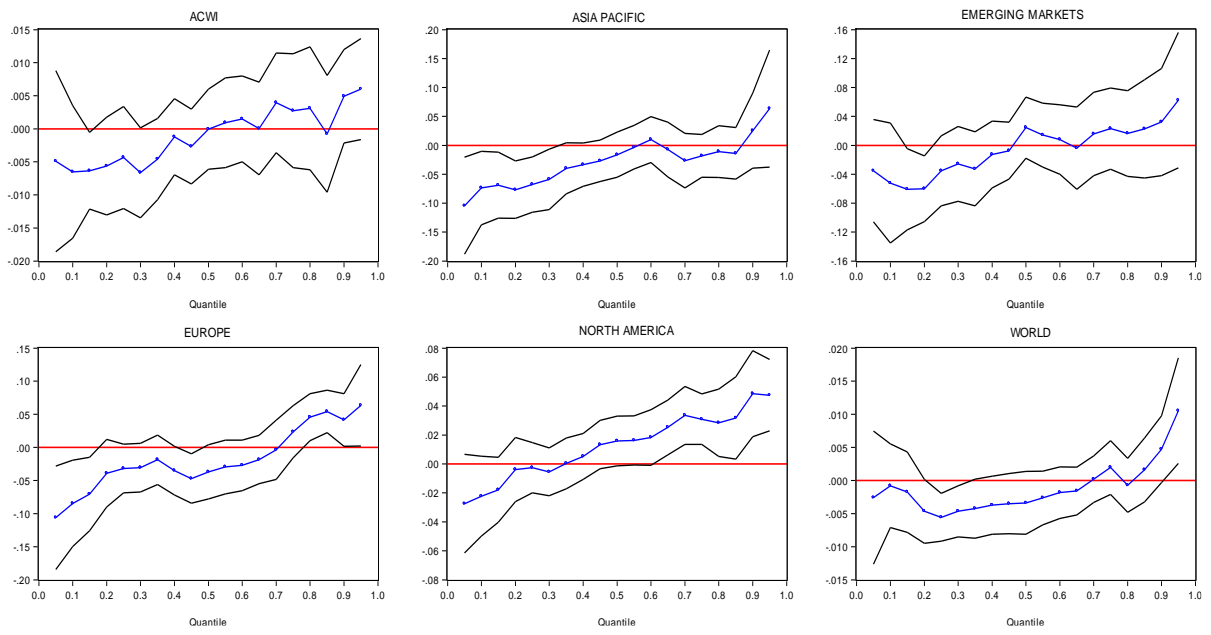 ACWI
.015
.010
.005
.000
-.005
-.010
-.015
-.020
0.0 0.1 0.2 0.3 0.4 0.5 0.6 0.7 0.8 0.9 1.0
Quantile
ASIA PACIFIC
.20
.15
.10
.05
.00
-.05
-.10
-.15
-.20
0.0 0.1 0.2 0.3 0.4 0.5 0.6 0.7 0.8 0.9 1.0
Quantile
EMERGING MARKETS
.16
.12
.08
.04
.00
-.04
-.08
-.12
-.16
0.0 0.1 0.2 0.3 0.4 0.5 0.6 0.7 0.8 0.9 1.0
Quantile
EUROPE
.15
.10
.05
.00
-.05
-.10
-.15
-.20
0.0 0.1 0.2 0.3 0.4 0.5 0.6 0.7 0.8 0.9 1.0
Quantile
NORTH AMERICA
.08
.06
.04
.02
.00
-.02
-.04
-.06
-.08
0.0 0.1 0.2 0.3 0.4 0.5 0.6 0.7 0.8 0.9 1.0
Quantile
WORLD
.020
.015
.010
.005
.000
-.005
-.010
-.015
0.0 0.1 0.2 0.3 0.4 0.5 0.6 0.7 0.8 0.9 1.0
Quantile